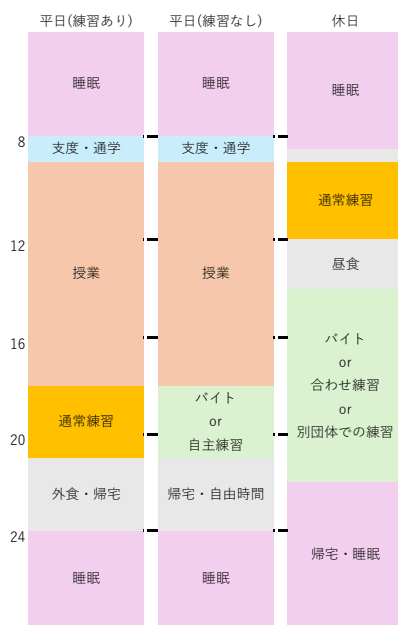 平日(練習あり)
平日(練習なし)
休日
睡眠
睡眠
睡眠
8
支度・通学
支度・通学
通常練習
12
昼食
授業
授業
16
バイト
or
合わせ練習
or
別団体での練習
通常練習
バイト
or
自主練習
20
外食・帰宅
帰宅・自由時間
24
睡眠
睡眠
帰宅・睡眠